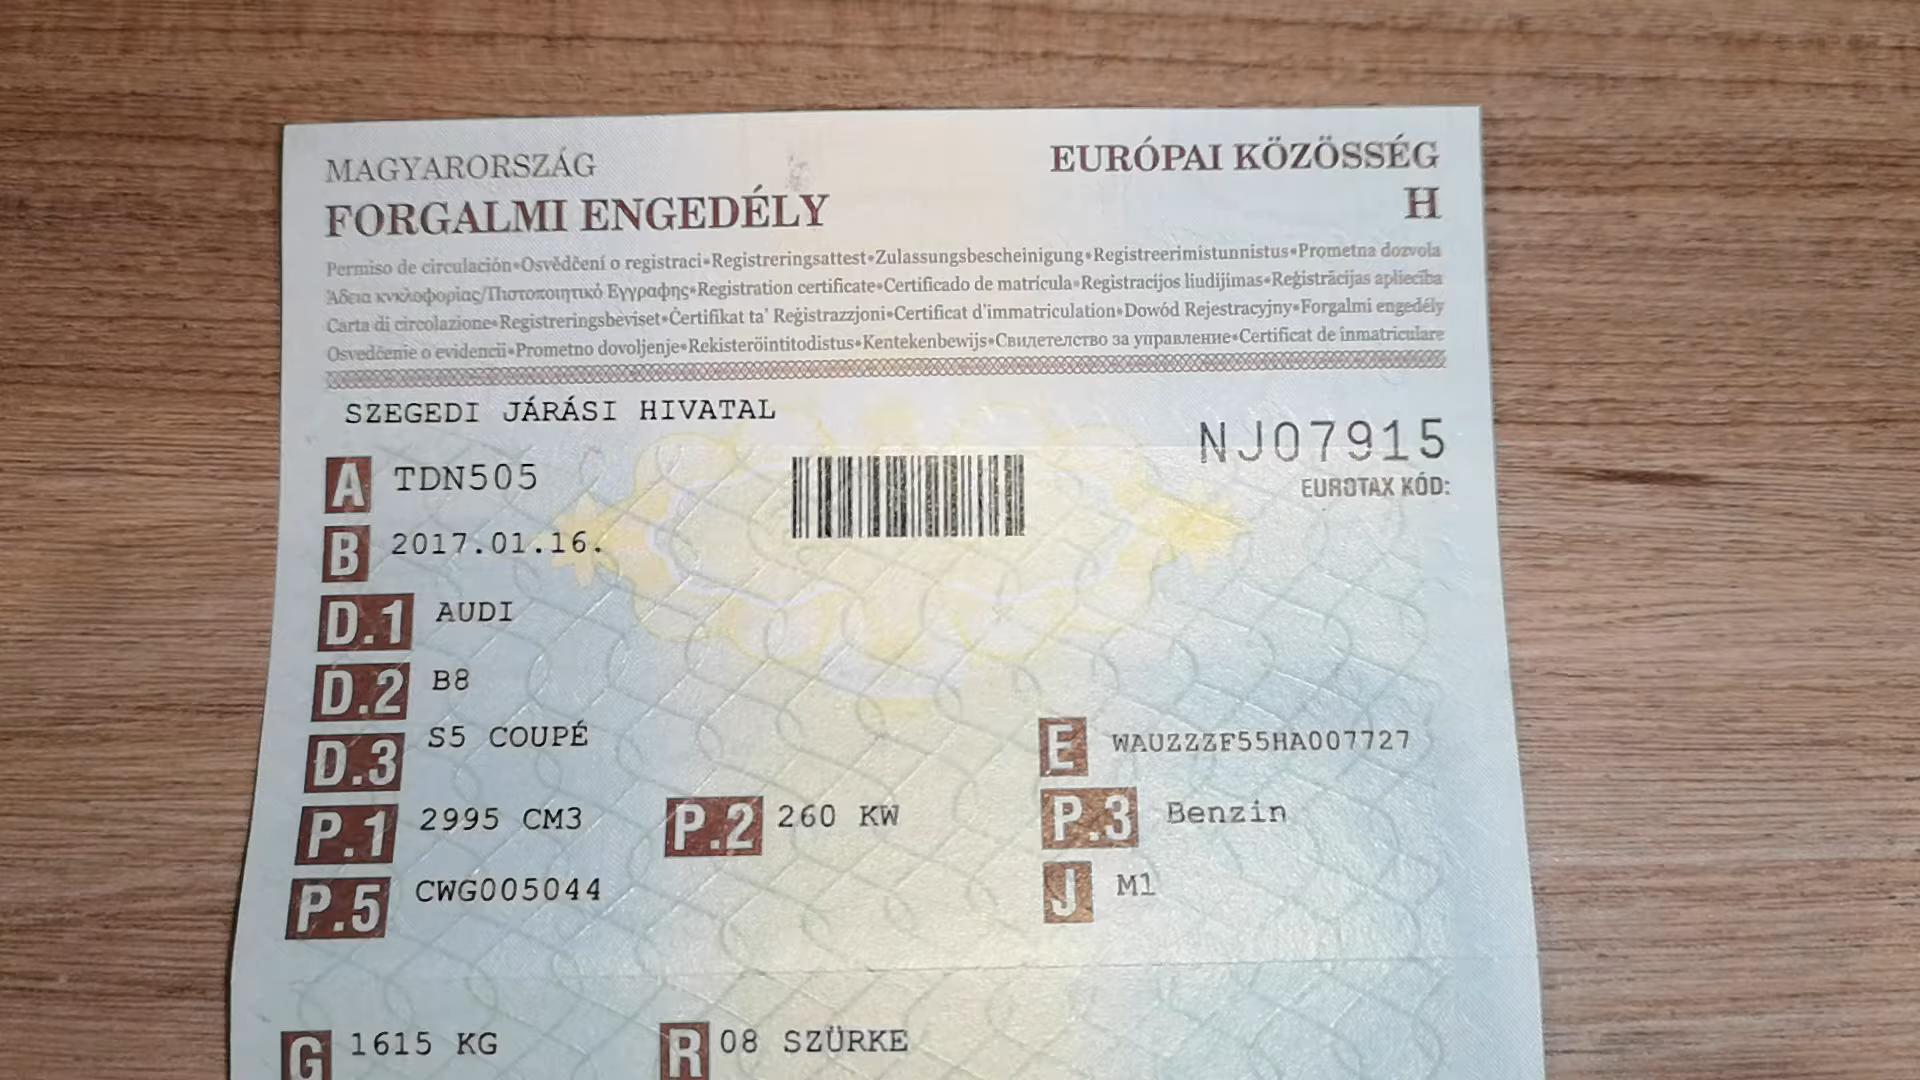 MAGYARORSZÁG
EURÓPAI KÖZÖSSÉG
FORGALMI ENGEDÉLY
H
Permiso de circulación•Osvědčení o registraci•Registreringsattest•Zulassungsbescheinigung•Registreerimistunnistus•Prometna dozvola
Άδεια κυκλοφορίας/Πιστοποιητικό Εγγραφης•Registration certificate•Certificado de matrícula•Registracijos liudijimas•Reģistrācijas apliecība
Carta di circolazione•Registreringsbeviset•Ċertifikat ta' Reġistrazzjoni•Certificat d'immatriculation•Dowód Rejestracyjny•Forgalmi engedély
Osvedčenie o evidencii•Prometno dovoljenje•Rekisteröintitodistus•Kentekenbewijs•Свидетелство за управление•Certificat de înmatriculare
SZEGEDI JÁRÁSI HIVATAL
NJ07915
EUROTAX KÓD:
A TDN505
B 2017.01.16.
D.1 AUDI
D.2 B8
D.3 S5 COUPÉ
E WAUZZZF55HA007727
P.1 2995 CM3 P.2 260 KW P.3 Benzin
P.5 CWG005044 J M1
G 1615 KG R 08 SZÜRKE